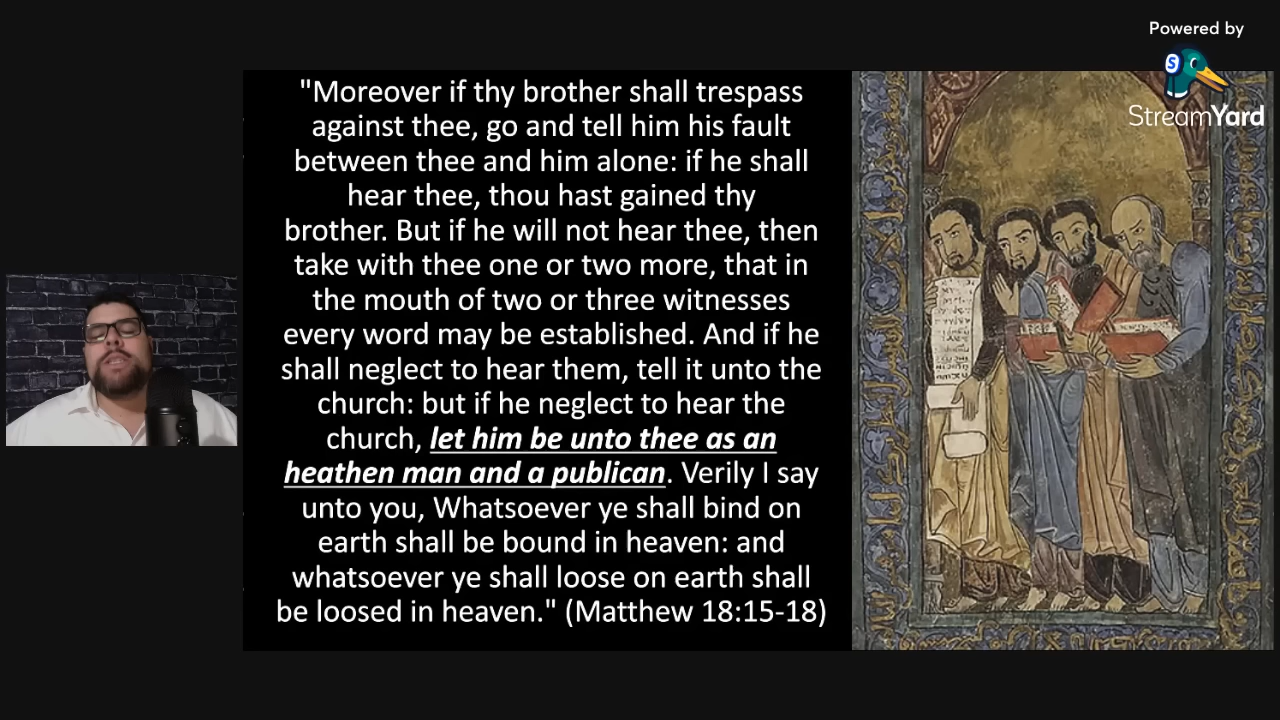 "Moreover if thy brother shall trespass
against thee, go and tell him his fault
between thee and him alone: if he shall
hear thee, thou hast gained thy
brother. But if he will not hear thee, then
take with thee one or two more, that in
the mouth of two or three witnesses
every word may be established. And if he
shall neglect to hear them, tell it unto the
church: but if he neglect to hear the
church, let him be unto thee as an
heathen man and a publican. Verily I say
unto you, Whatsoever ye shall bind on
earth shall be bound in heaven: and
whatsoever ye shall loose on earth shall
be loosed in heaven." (Matthew 18:15-18)
Powered by
S
StreamYard